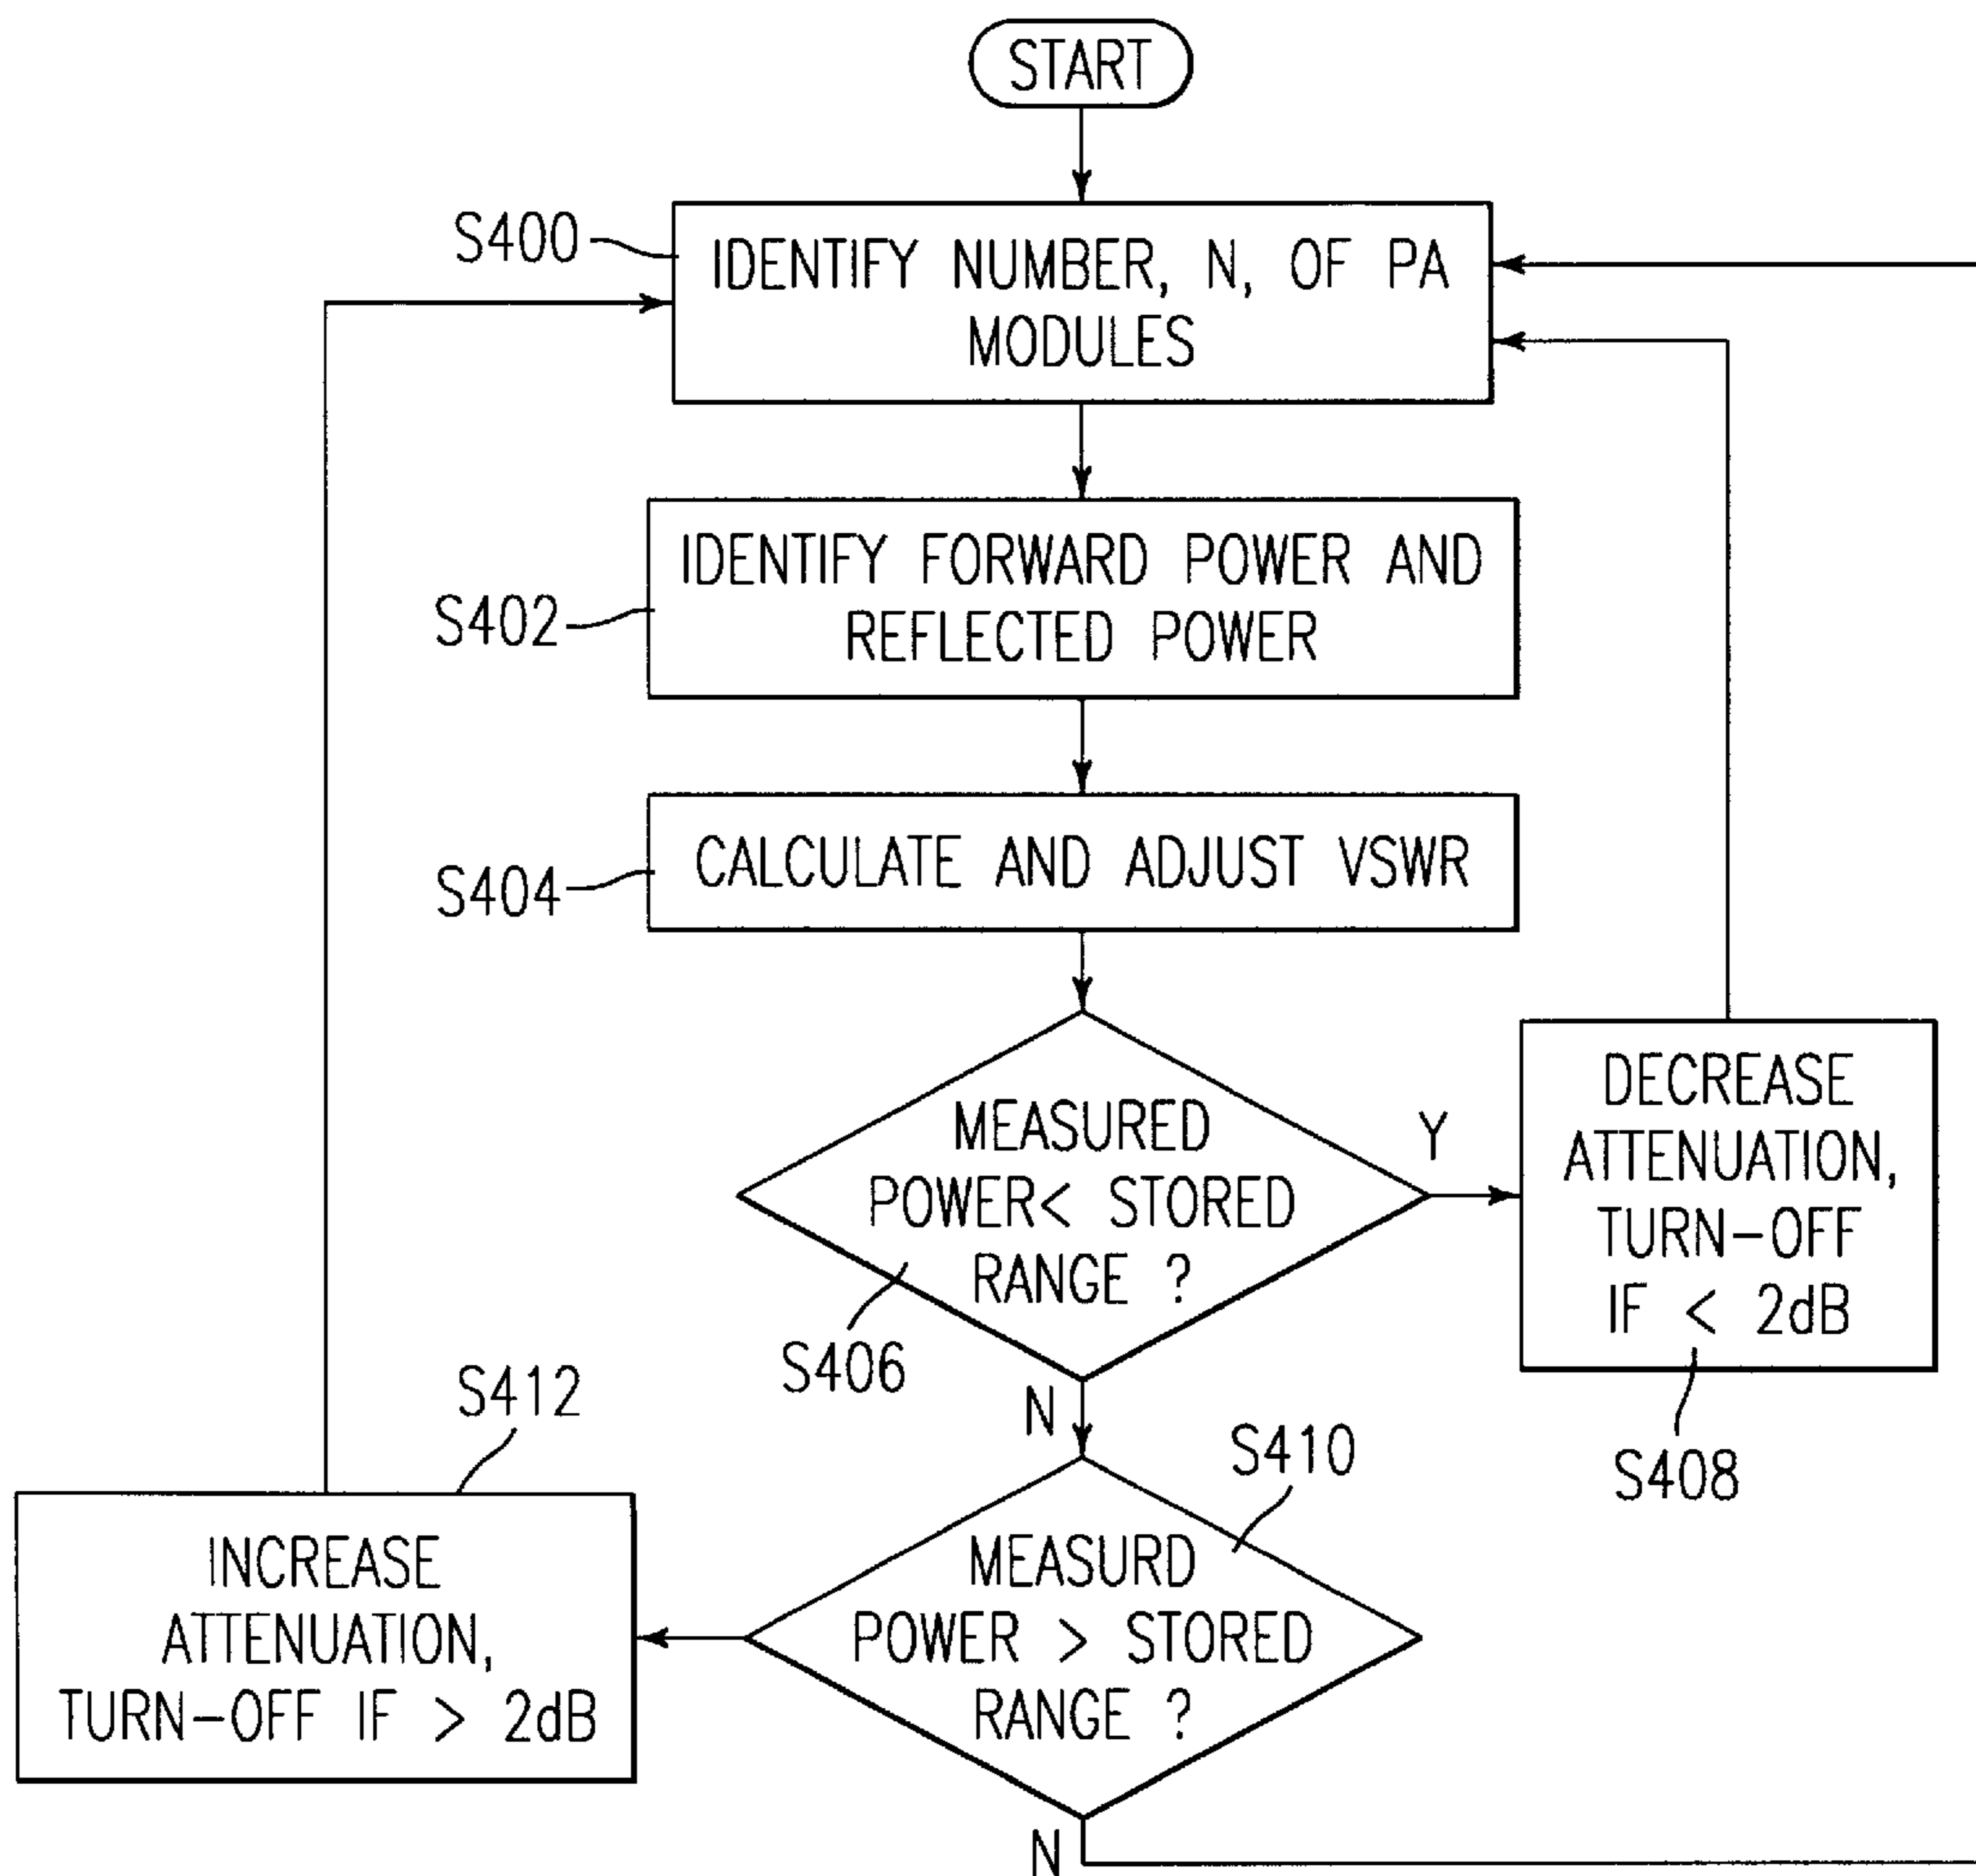 START
S400
IDENTIFY NUMBER, N, OF PA
MODULES
S402
IDENTIFY FORWARD POWER AND
REFLECTED POWER
S404
CALCULATE AND ADJUST VSWR
MEASURED
POWER< STORED
RANGE ?
S406
Y
N
DECREASE
ATTENUATION,
TURN-OFF
IF < 2dB
S408
S410
MEASURD
POWER > STORED
RANGE ?
N
S412
INCREASE
ATTENUATION,
TURN-OFF IF > 2dB